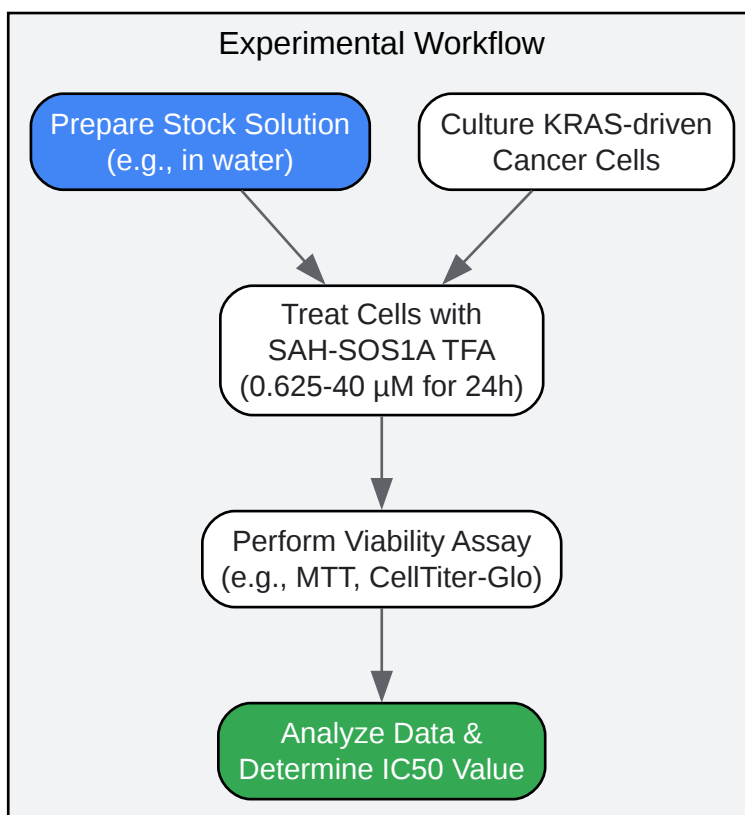 Experimental Workflow
Prepare Stock Solution
(e.g., in water)
Culture KRAS-driven
Cancer Cells
Treat Cells with
SAH-SOS1A TFA
(0.625-40 µM for 24h)
Perform Viability Assay
(e.g., MTT, CellTiter-Glo)
Analyze Data &
Determine IC50 Value